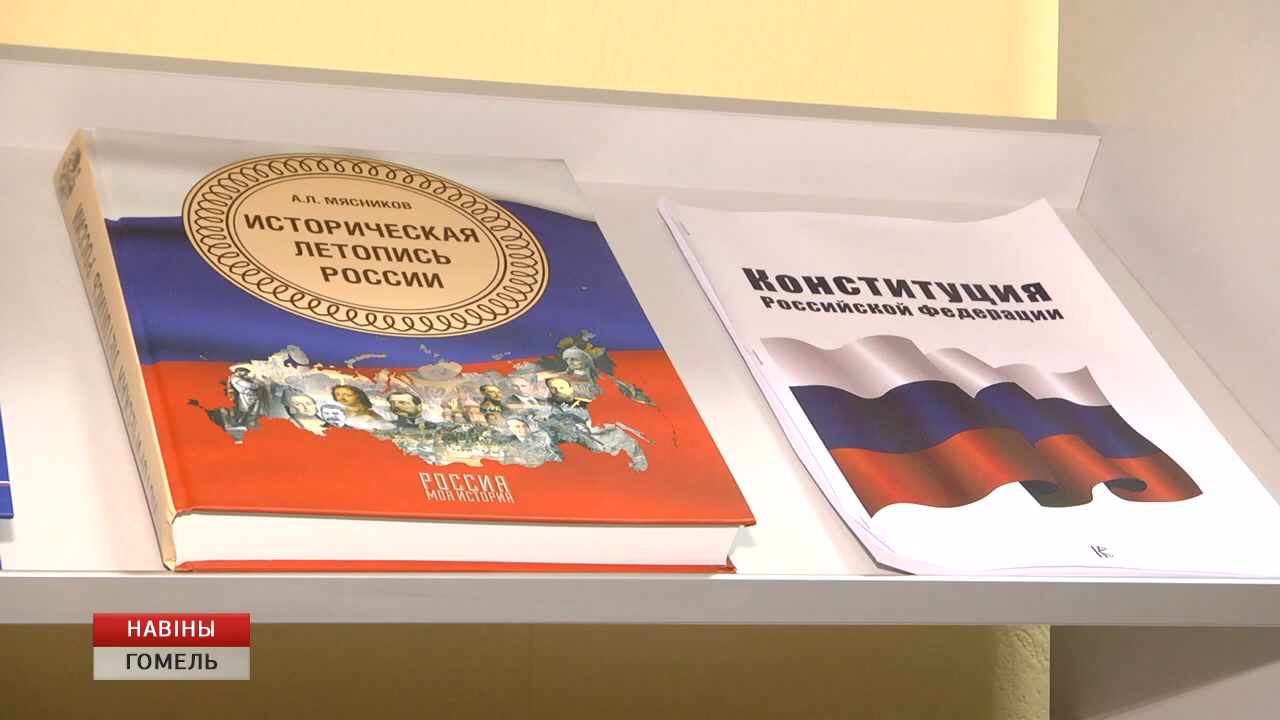 А.Л. МЯСНИКОВ
ИСТОРИЧЕСКАЯ
ЛЕТОПИСЬ
РОССИИ
РОССИЯ
МОЯ ИСТОРИЯ
Конституция
Российской Федерации
НАВІНЫ
ГОМЕЛЬ